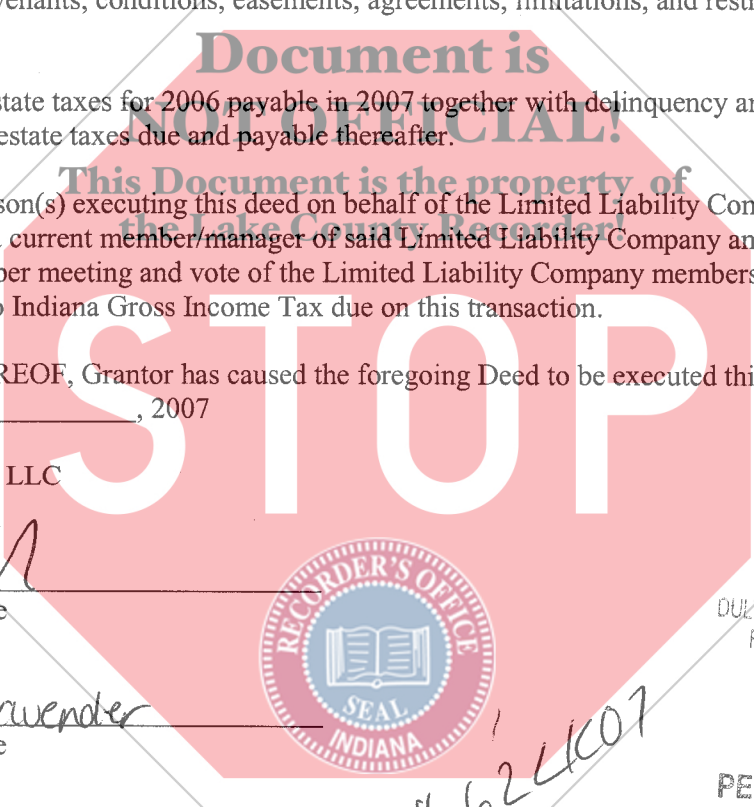 venants, conditions, easements, agreements, limitations, and restr
Document is
state taxes for 2006 payable in 2007 together with delinquency an
NOT OFFICIAL!
estate taxes due and payable thereafter.
This Document is the property of
son(s) executing this deed on behalf of the Limited Liability Com
the Lake County Recorder!
current member/manager of said Limited Liability Company an
per meeting and vote of the Limited Liability Company members
o Indiana Gross Income Tax due on this transaction.
STOP
REOF, Grantor has caused the foregoing Deed to be executed thi
, 2007
LLC
RECORDER'S OFFICE
SEAL
INDIANA
e
DUL
wender
e
PE